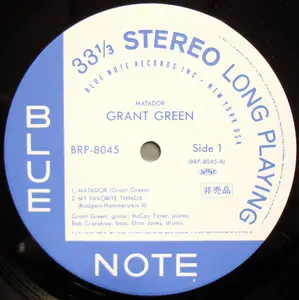 33 1/3 STEREO LONG PLAYING
BLUE NOTE RECORDS INC · NEW YORK USA
MATADOR
GRANT GREEN
BRP-8045
Side 1
(BRP-8045-A)
非売品
1. MATADOR (Grant Green)
2. MY FAVORITE THINGS
(Rodgers-Hammerstein II)
Grant Green, guitar, McCoy Tyner, piano,
Bob Cranshaw, bass, Elvin Jones, drums.
BLUE
NOTE